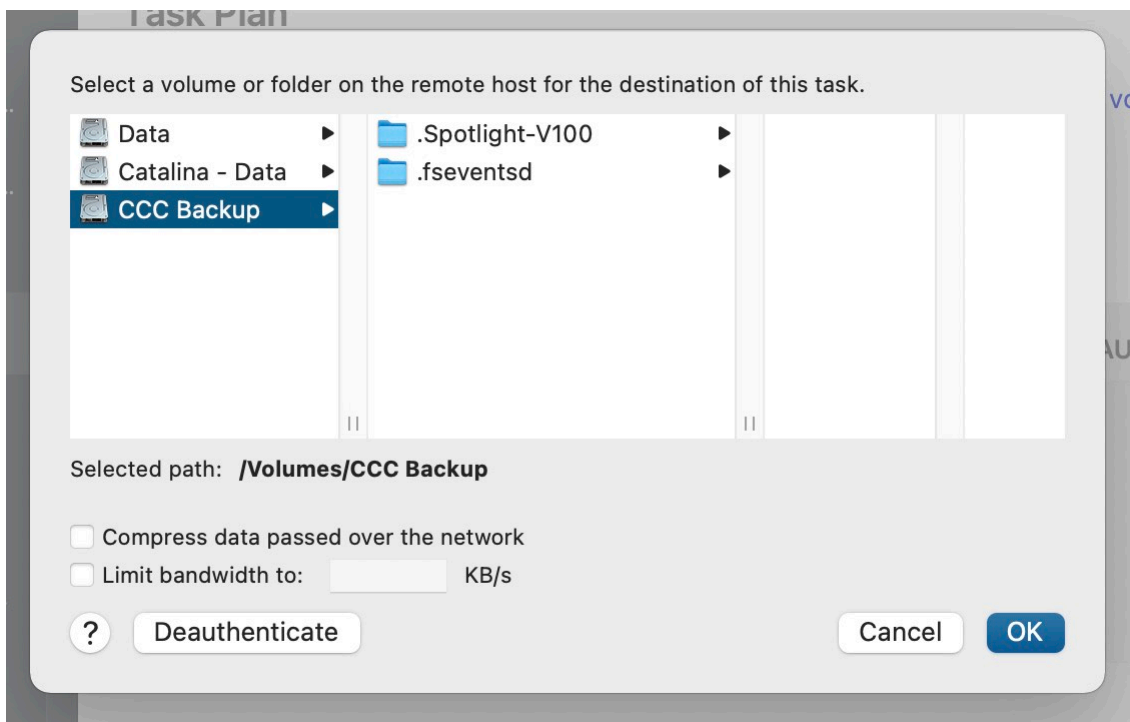 Task Plan
Select a volume or folder on the remote host for the destination of this task.
Data
.Spotlight-V100
Catalina - Data
.fseventsd
CCC Backup
Selected path: /Volumes/CCC Backup
Compress data passed over the network
Limit bandwidth to: KB/s
? Deauthenticate Cancel OK